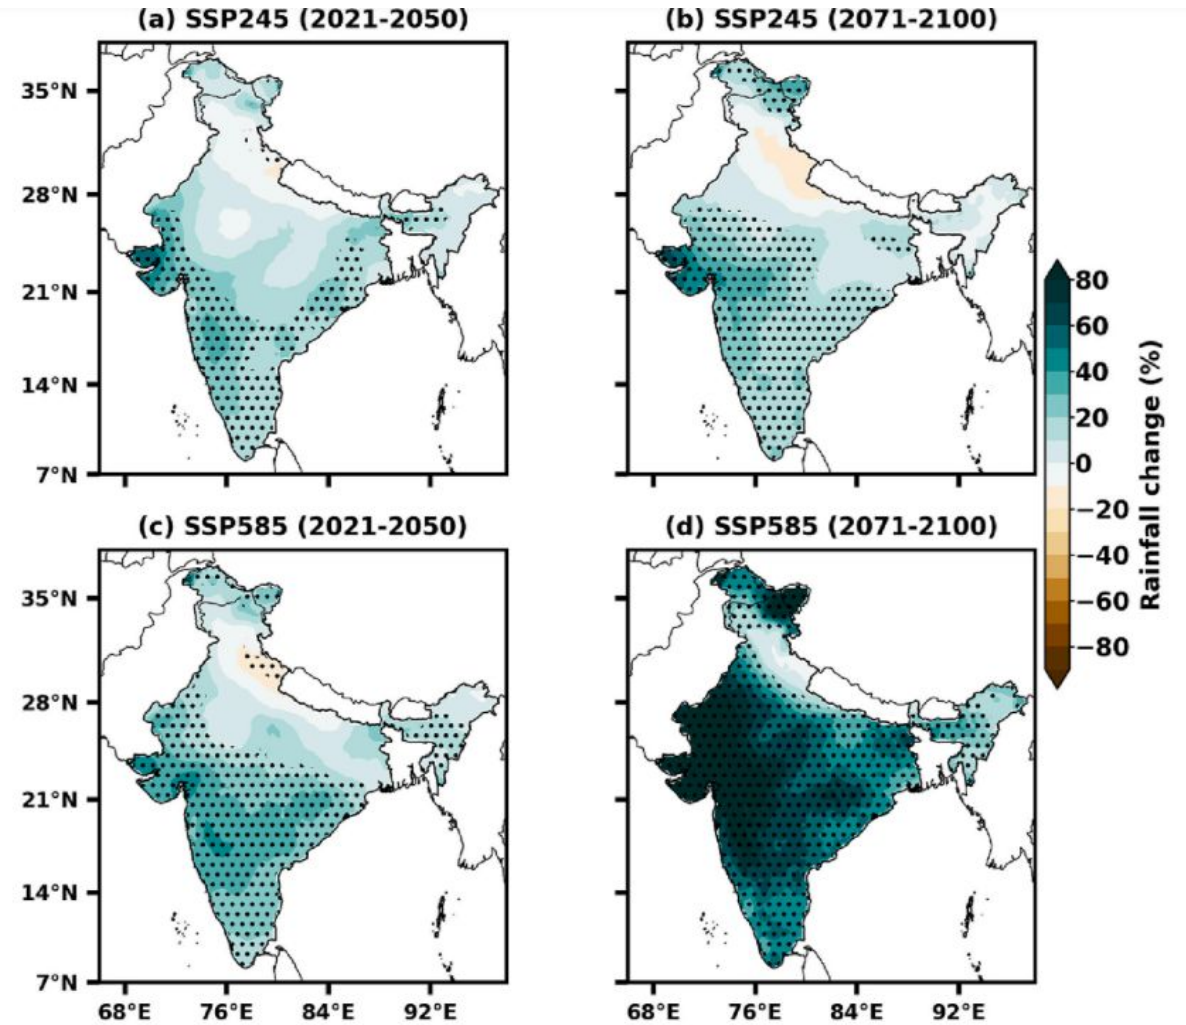 (a) SSP245 (2021-2050)
(b) SSP245 (2071-2100)
35°N
28°N
21°N
14°N
7°N
(c) SSP585 (2021-2050)
(d) SSP585 (2071-2100)
35°N
28°N
21°N
14°N
7°N
68°E 76°E 84°E 92°E
68°E 76°E 84°E 92°E
80
60
40
20
0
−20
−40
−60
−80
Rainfall change (%)